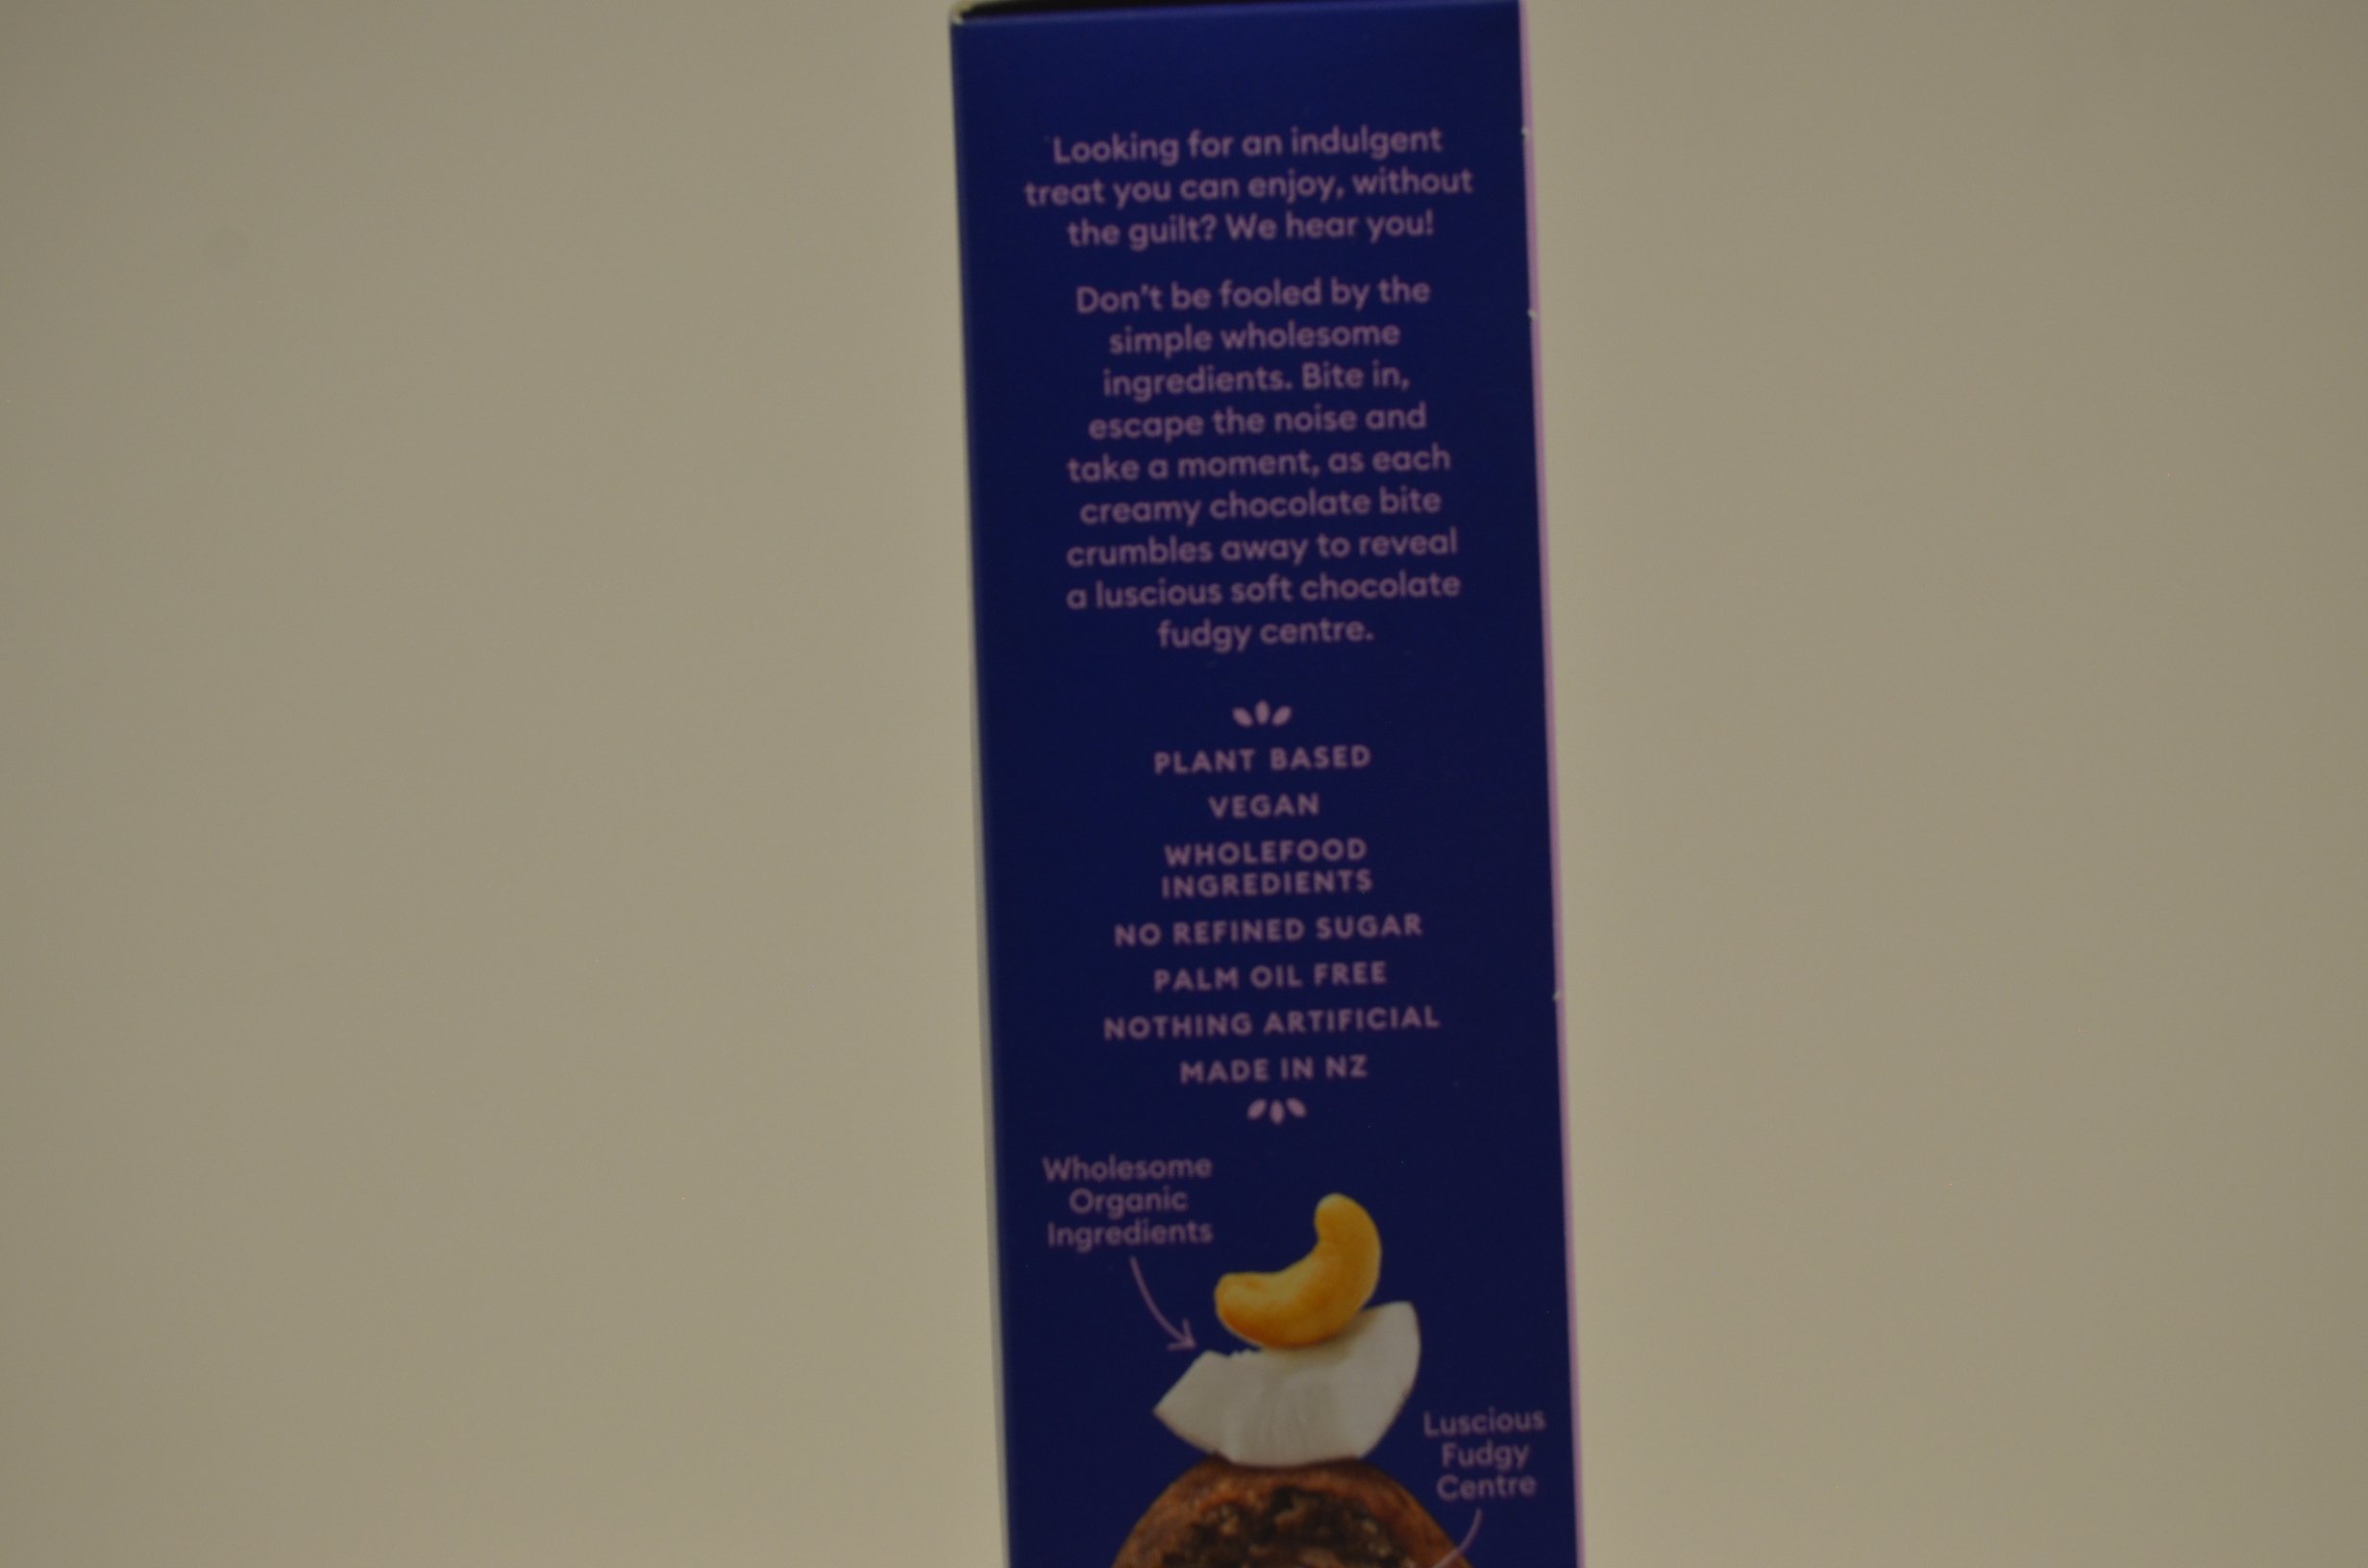 Looking for an indulgent
treat you can enjoy, without
the guilt? We hear you!
Don't be fooled by the
simple wholesome
ingredients. Bite in,
escape the noise and
take a moment, as each
creamy chocolate bite
crumbles away to reveal
a luscious soft chocolate
fudgy centre.
PLANT BASED
VEGAN
WHOLEFOOD
INGREDIENTS
NO REFINED SUGAR
PALM OIL FREE
NOTHING ARTIFICIAL
MADE IN NZ
Wholesome
Organic
Ingredients
Luscious
Fudgy
Centre